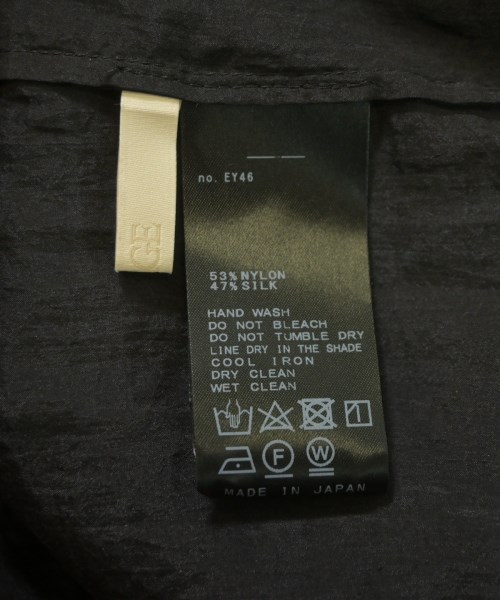 no. EY46
53% NYLON
47% SILK
HAND WASH
DO NOT BLEACH
DO NOT TUMBLE DRY
LINE DRY IN THE SHADE
COOL IRON
DRY CLEAN
WET CLEAN
F
W
MADE IN JAPAN